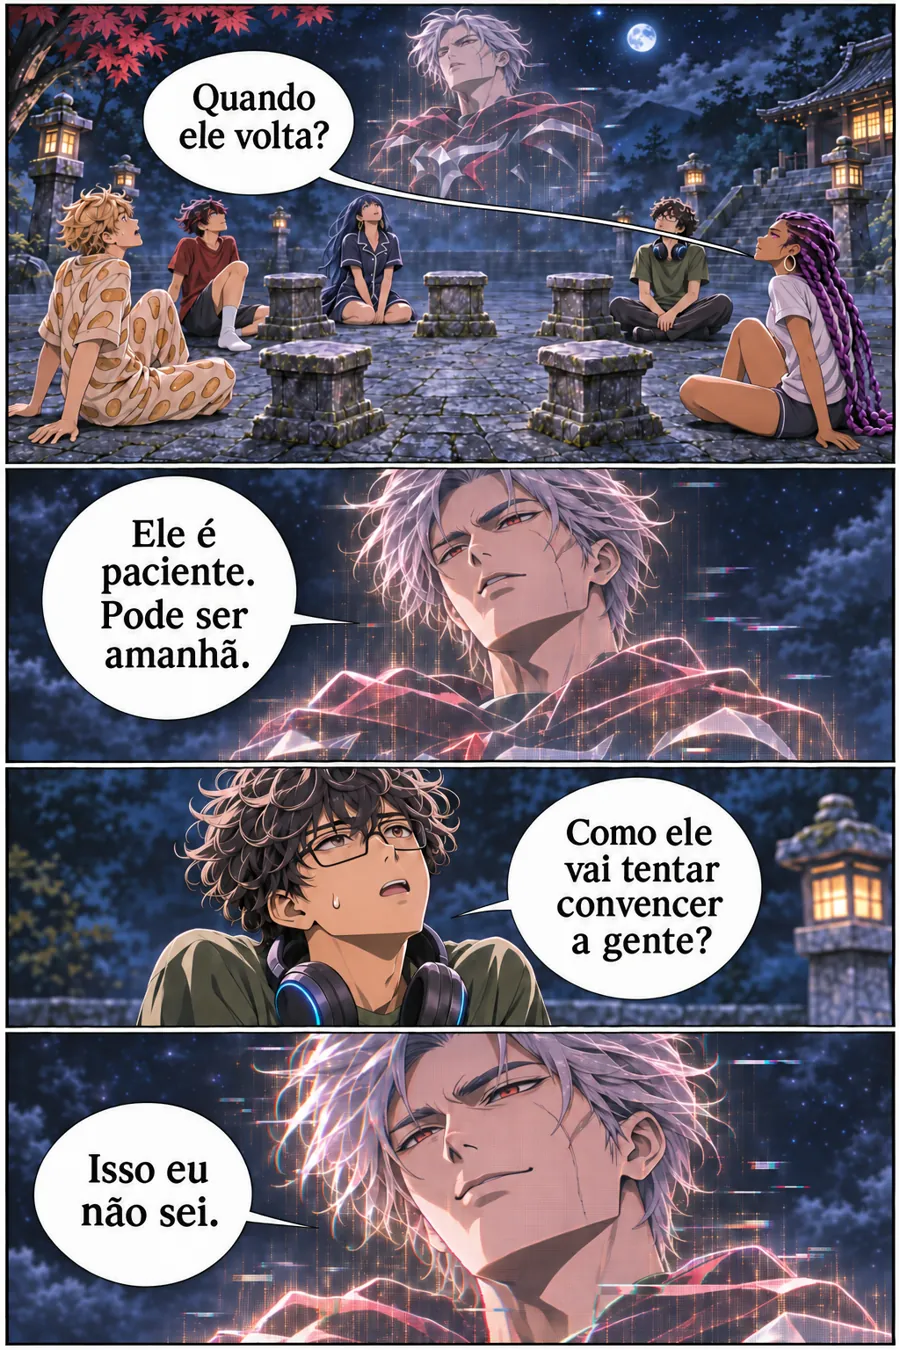 Quando
ele volta?
Ele é
paciente.
Pode ser
amanhã.
Como ele
vai tentar
convencer
a gente?
Isso eu
não sei.